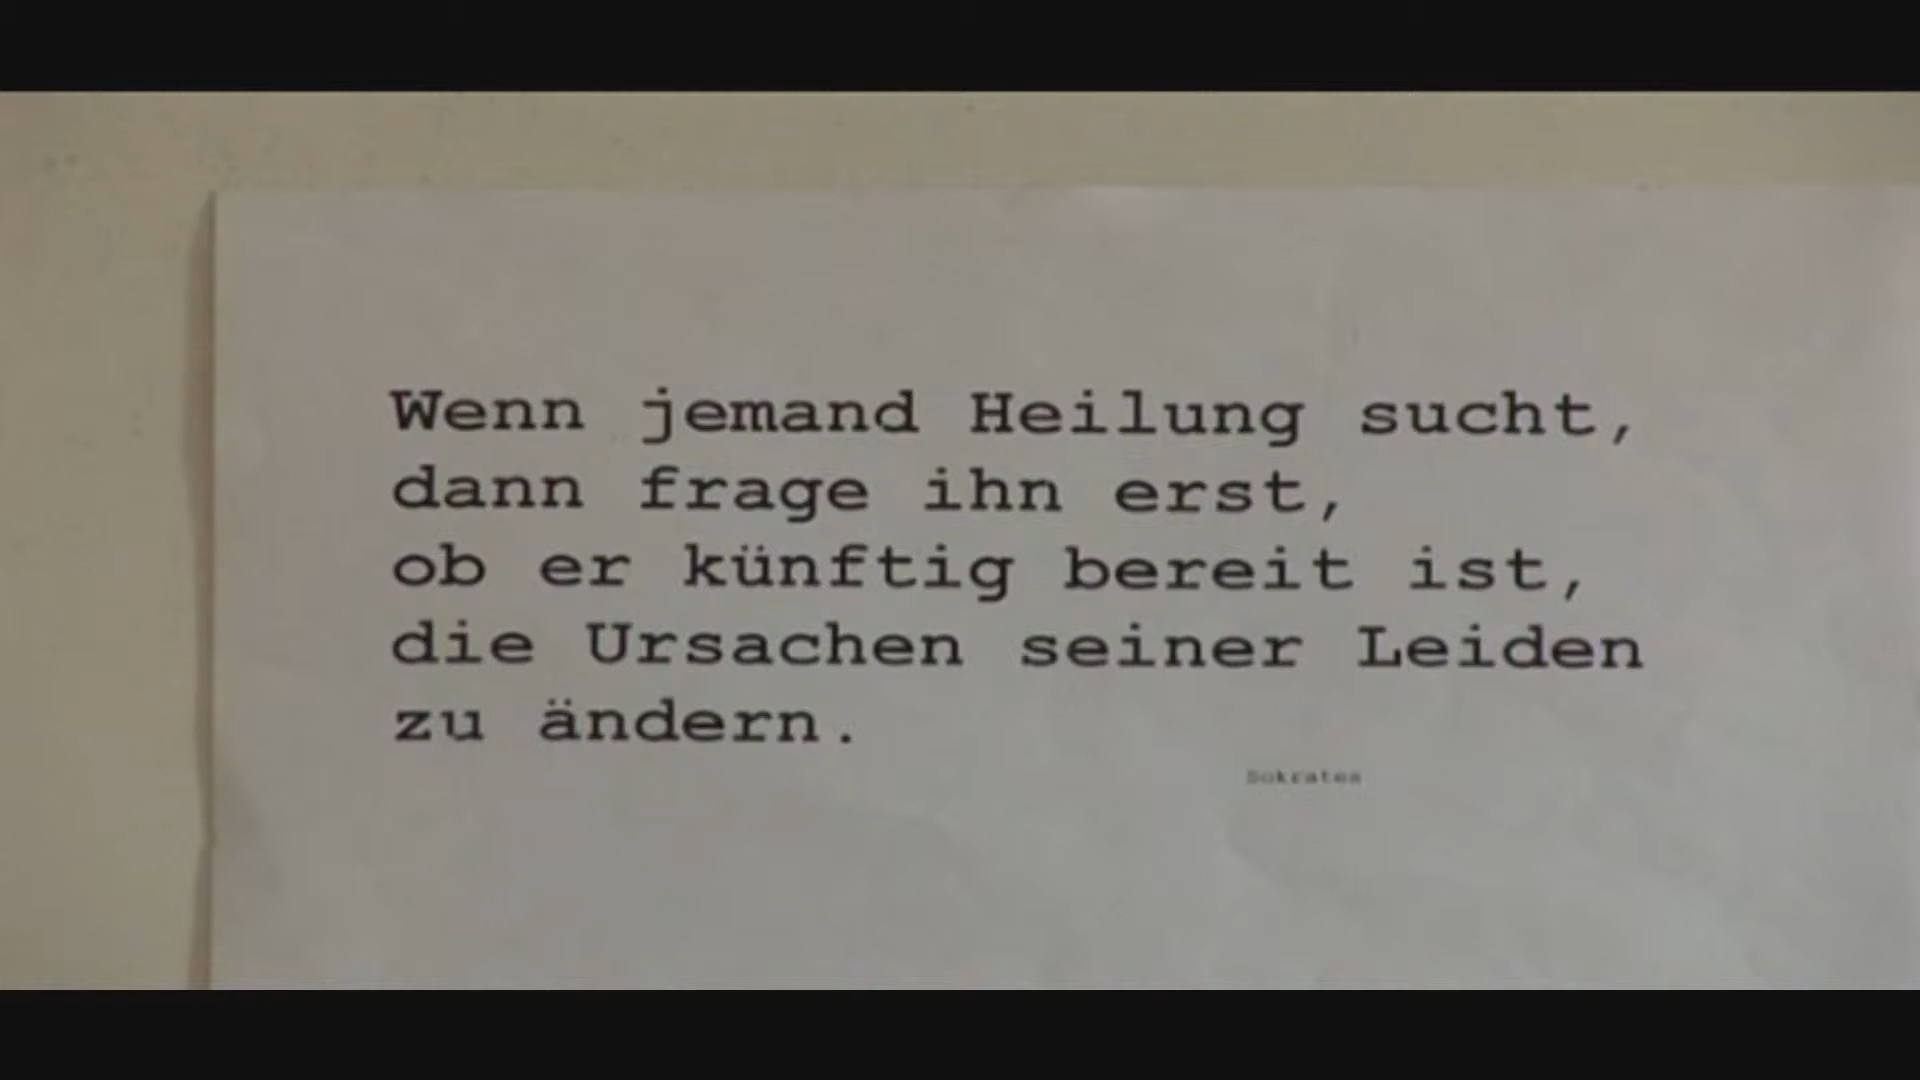 Wenn jemand Heilung sucht,
dann frage ihn erst,
ob er künftig bereit ist,
die Ursachen seiner Leiden
zu ändern.
Sokrates